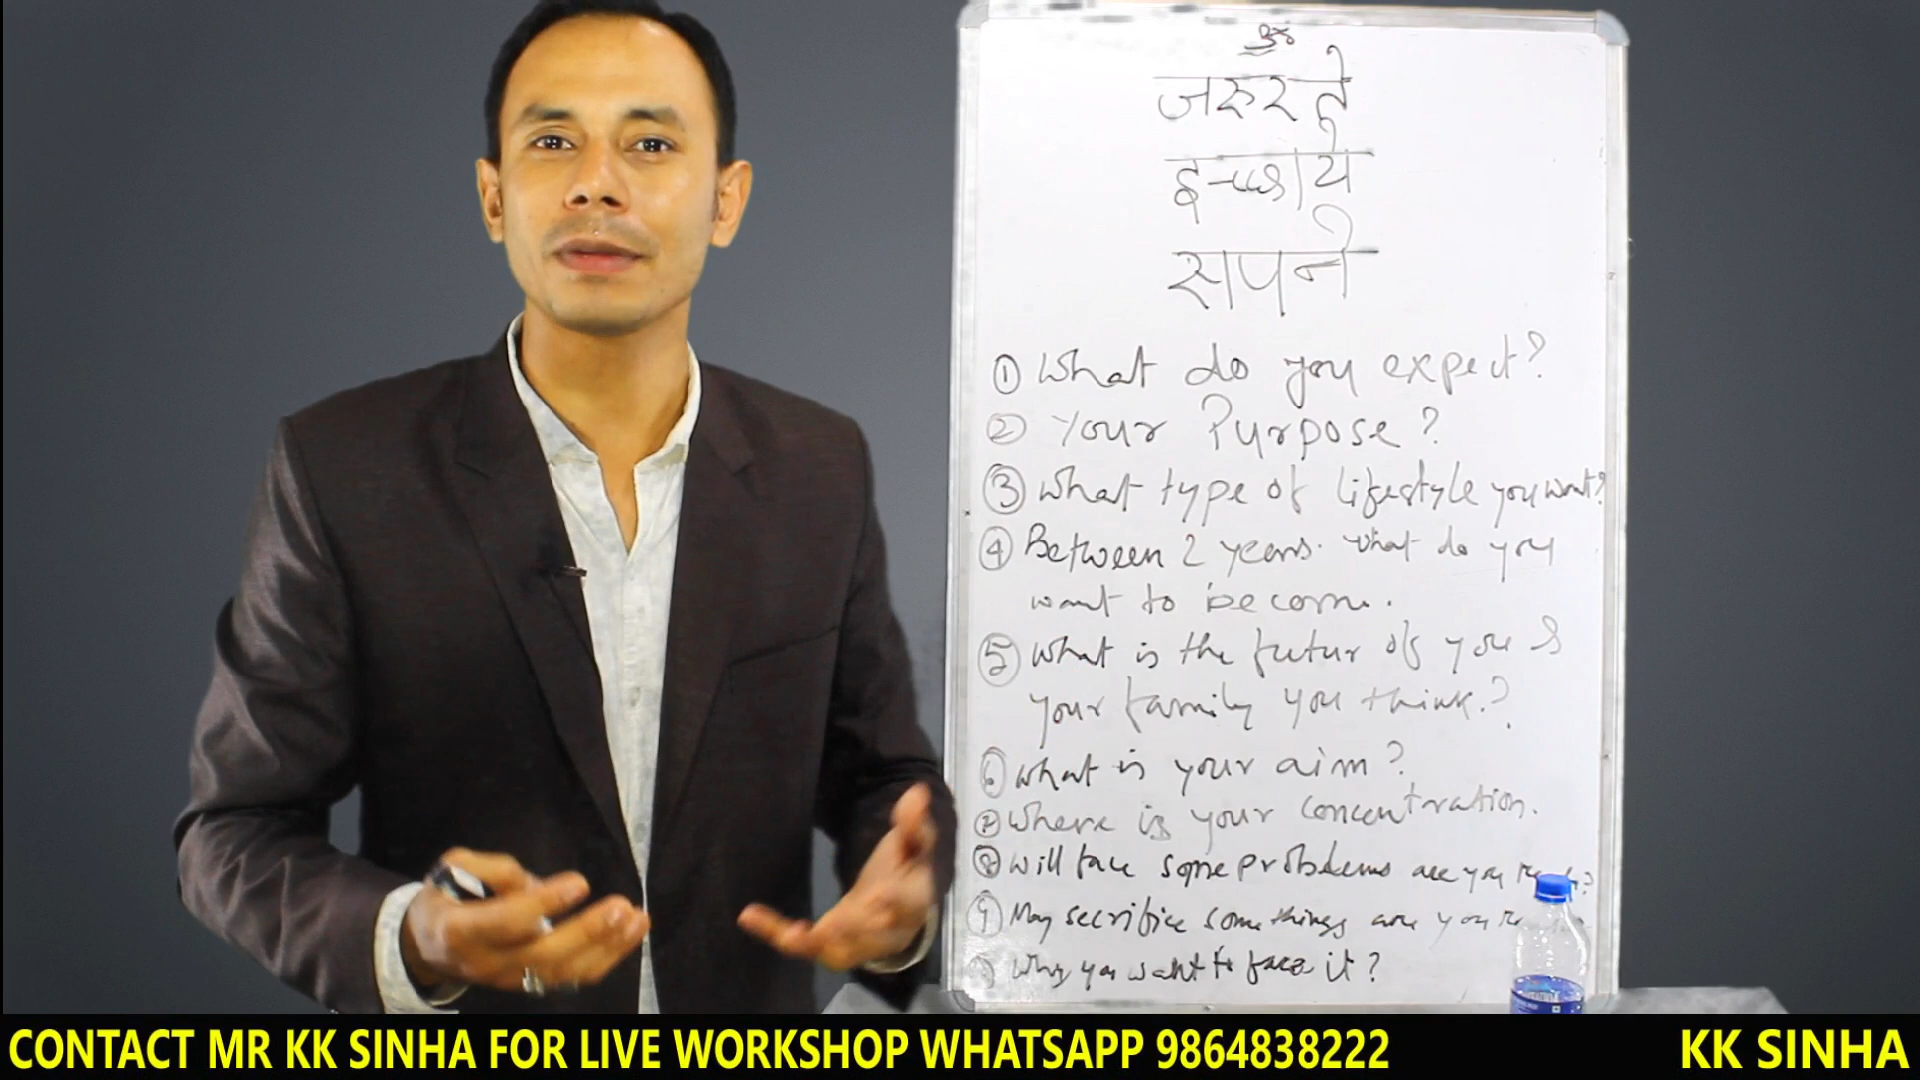 ॐ
जरुरते
इच्छाये
सपने
① What do you expect?
② Your Purpose?
③ What type of lifestyle you want?
④ Between 2 years. What do you
want to become.
⑤ What is the futur of you &
your family you think?
⑥ What is your aim?
⑦ Where is your concentration.
⑧ Will face some problems are you
⑨ May secrifice some things are you
Why you want to face it?
CONTACT MR KK SINHA FOR LIVE WORKSHOP WHATSAPP 9864838222
KK SINHA